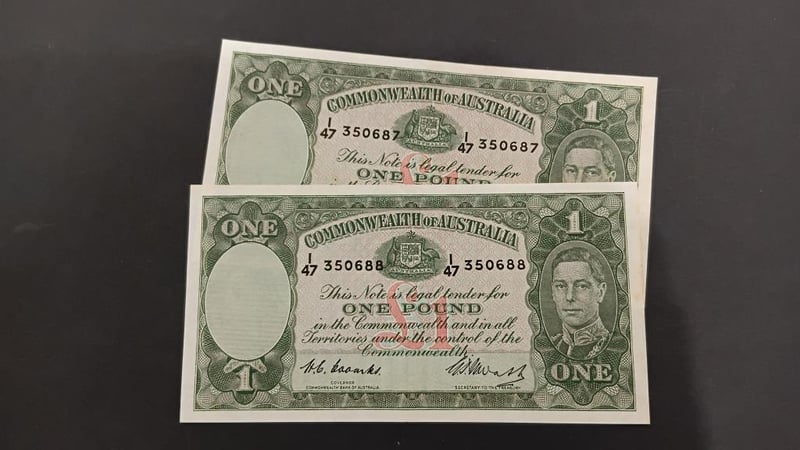 ONE
COMMONWEALTH OF AUSTRALIA
1
I/47 350687 I/47 350687
This Note is legal tender for
ONE POUND
ONE
COMMONWEALTH OF AUSTRALIA
1
I/47 350688 AUSTRALIA I/47 350688
This Note is legal tender for
ONE POUND
in the Commonwealth and in all
Territories under the control of the
Commonwealth.
£1
1
GOVERNOR
COMMONWEALTH BANK OF AUSTRALIA
SECRETARY TO THE TREASURY
ONE